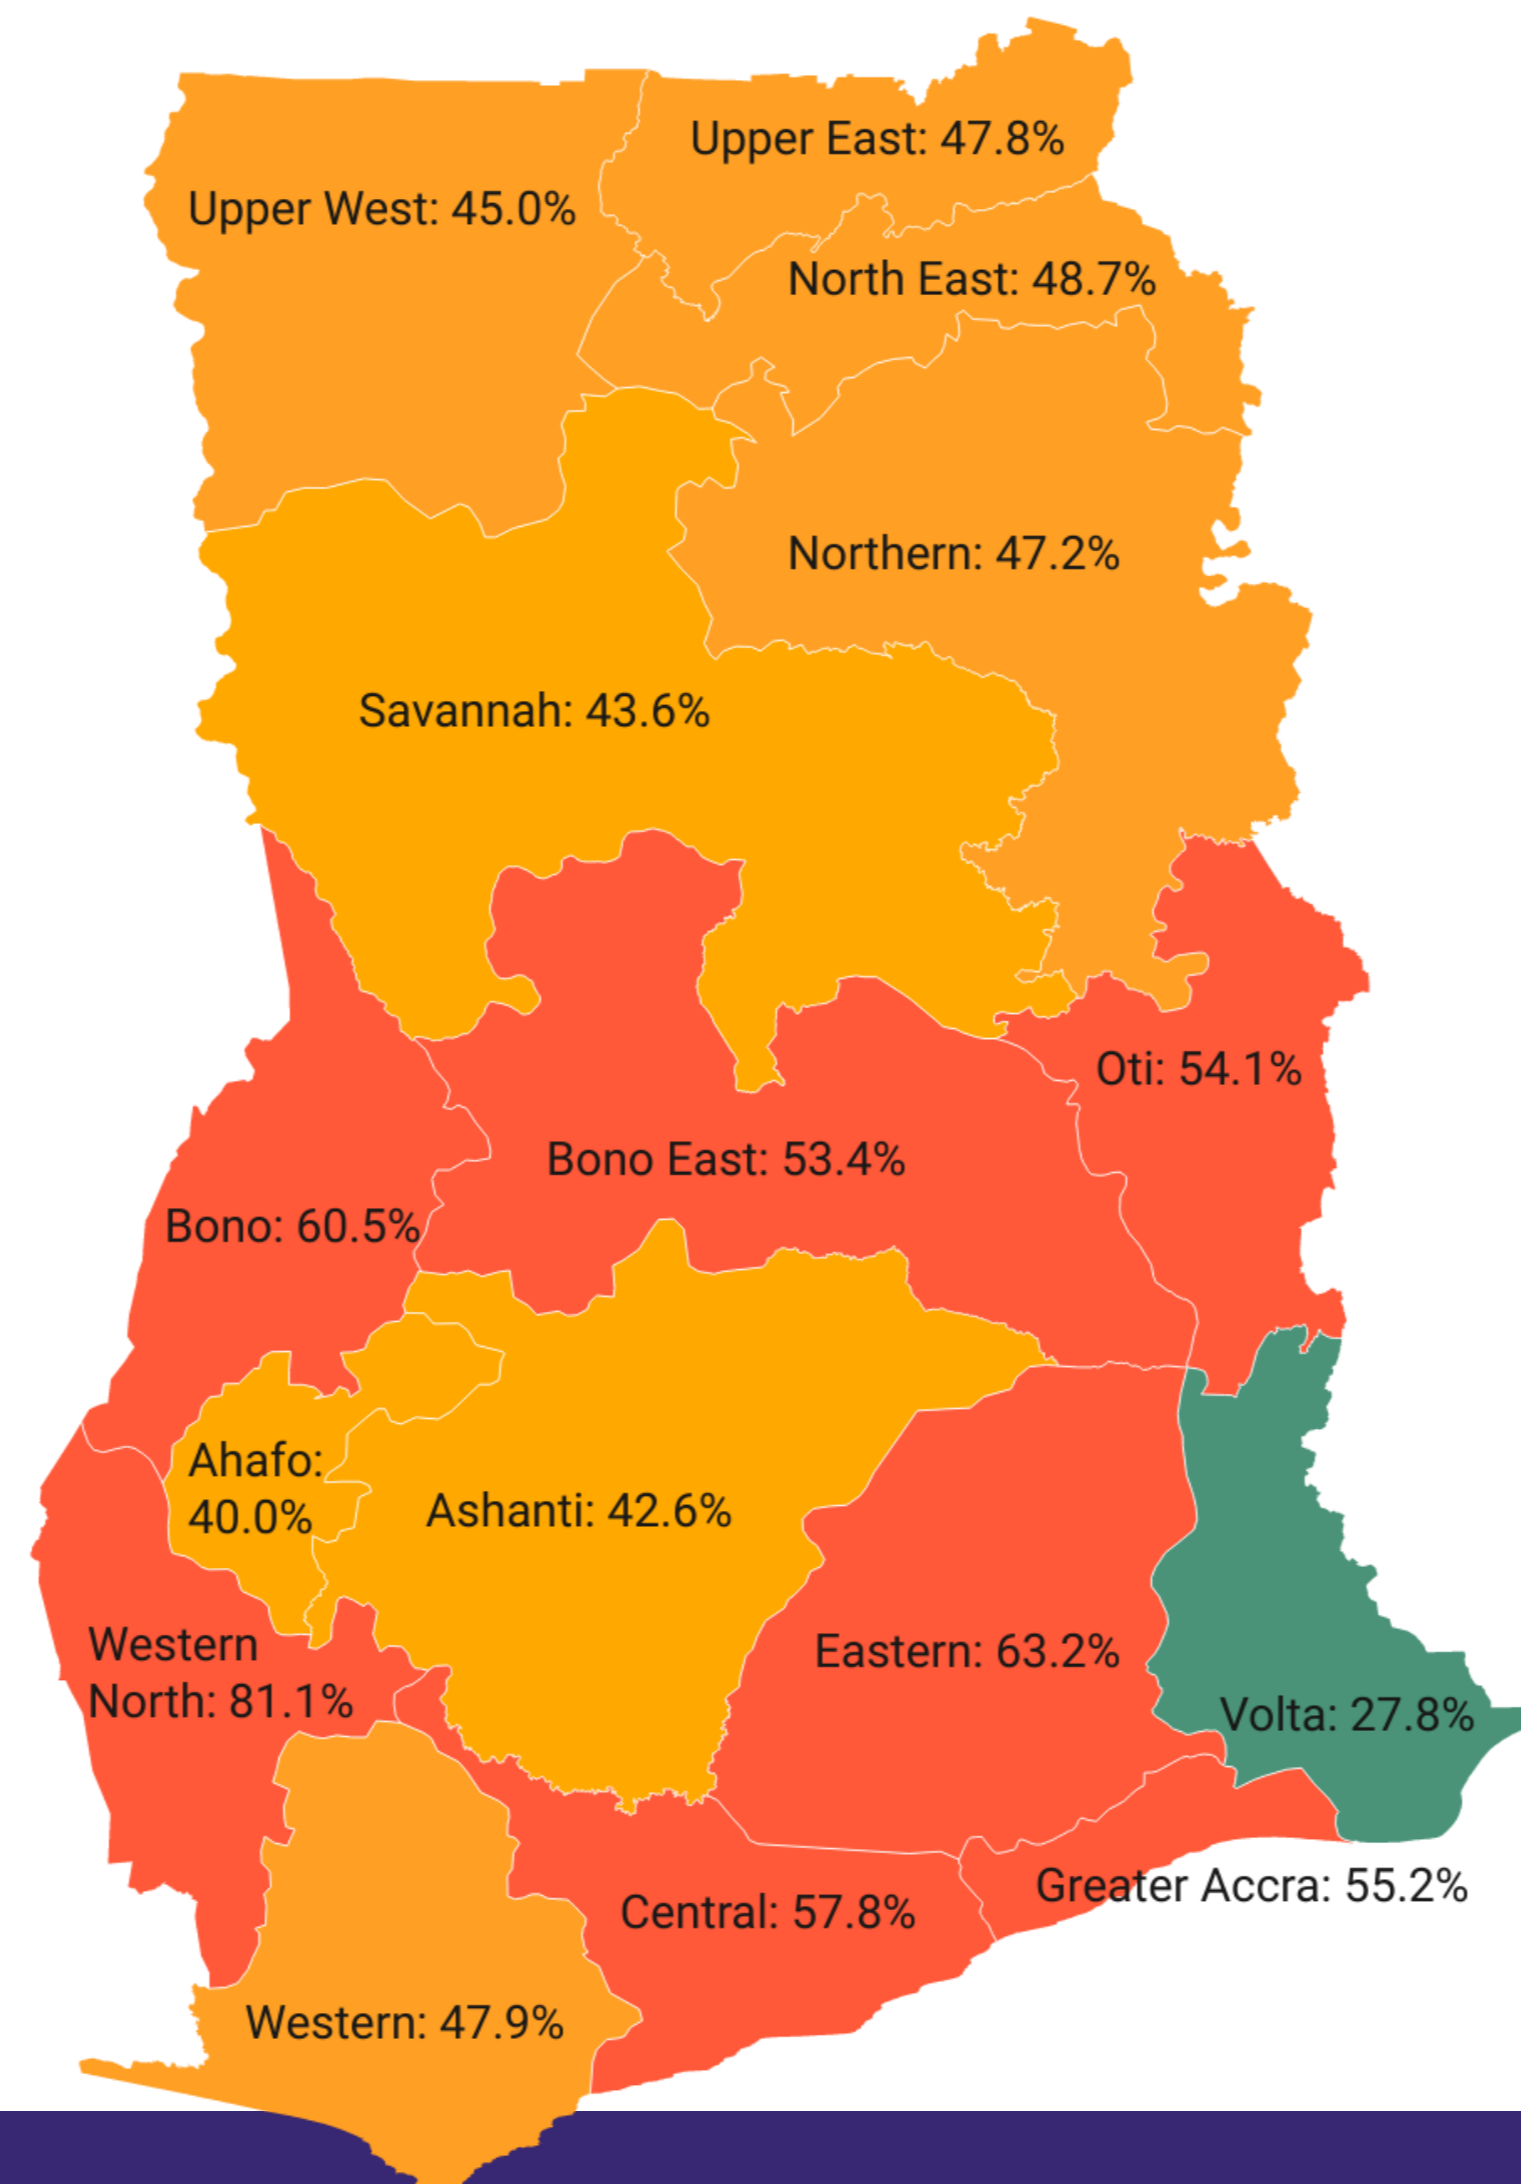 Upper East: 47.8%
Upper West: 45.0%
North East: 48.7%
Northern: 47.2%
Savannah: 43.6%
Oti: 54.1%
Bono East: 53.4%
Bono: 60.5%
Ahafo:
40.0%
Ashanti: 42.6%
Western
North: 81.1%
Eastern: 63.2%
Volta: 27.8%
Greater Accra: 55.2%
Central: 57.8%
Western: 47.9%